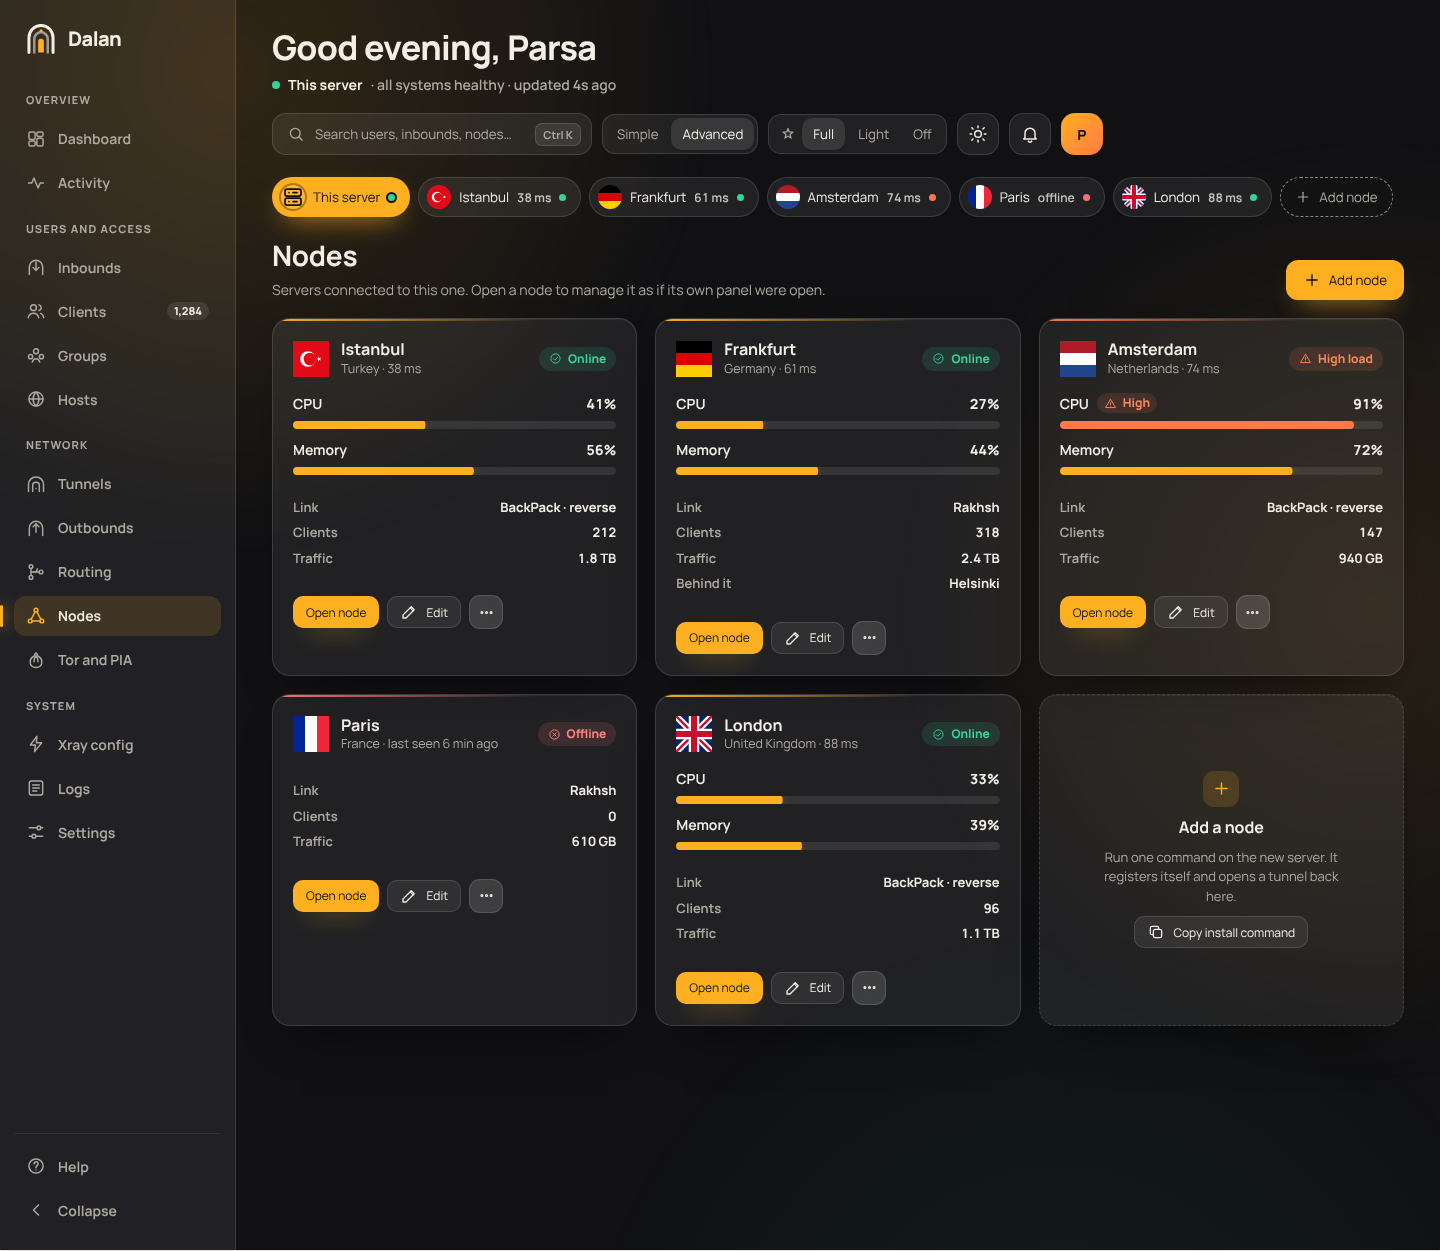 Dalan
OVERVIEW
Dashboard
Activity
USERS AND ACCESS
Inbounds
Clients 1,284
Groups
Hosts
NETWORK
Tunnels
Outbounds
Routing
Nodes
Tor and PIA
SYSTEM
Xray config
Logs
Settings
Help
Collapse
Good evening, Parsa
This server · all systems healthy · updated 4s ago
Search users, inbounds, nodes… Ctrl K Simple Advanced Full Light Off P
This server Istanbul 38 ms Frankfurt 61 ms Amsterdam 74 ms Paris offline London 88 ms Add node
Nodes
Servers connected to this one. Open a node to manage it as if its own panel were open.
Add node
Istanbul
Turkey · 38 ms
Online
CPU 41%
Memory 56%
Link BackPack · reverse
Clients 212
Traffic 1.8 TB
Open node Edit
Frankfurt
Germany · 61 ms
Online
CPU 27%
Memory 44%
Link Rakhsh
Clients 318
Traffic 2.4 TB
Behind it Helsinki
Open node Edit
Amsterdam
Netherlands · 74 ms
High load
CPU High 91%
Memory 72%
Link BackPack · reverse
Clients 147
Traffic 940 GB
Open node Edit
Paris
France · last seen 6 min ago
Offline
Link Rakhsh
Clients 0
Traffic 610 GB
Open node Edit
London
United Kingdom · 88 ms
Online
CPU 33%
Memory 39%
Link BackPack · reverse
Clients 96
Traffic 1.1 TB
Open node Edit
Add a node
Run one command on the new server. It
registers itself and opens a tunnel back
here.
Copy install command